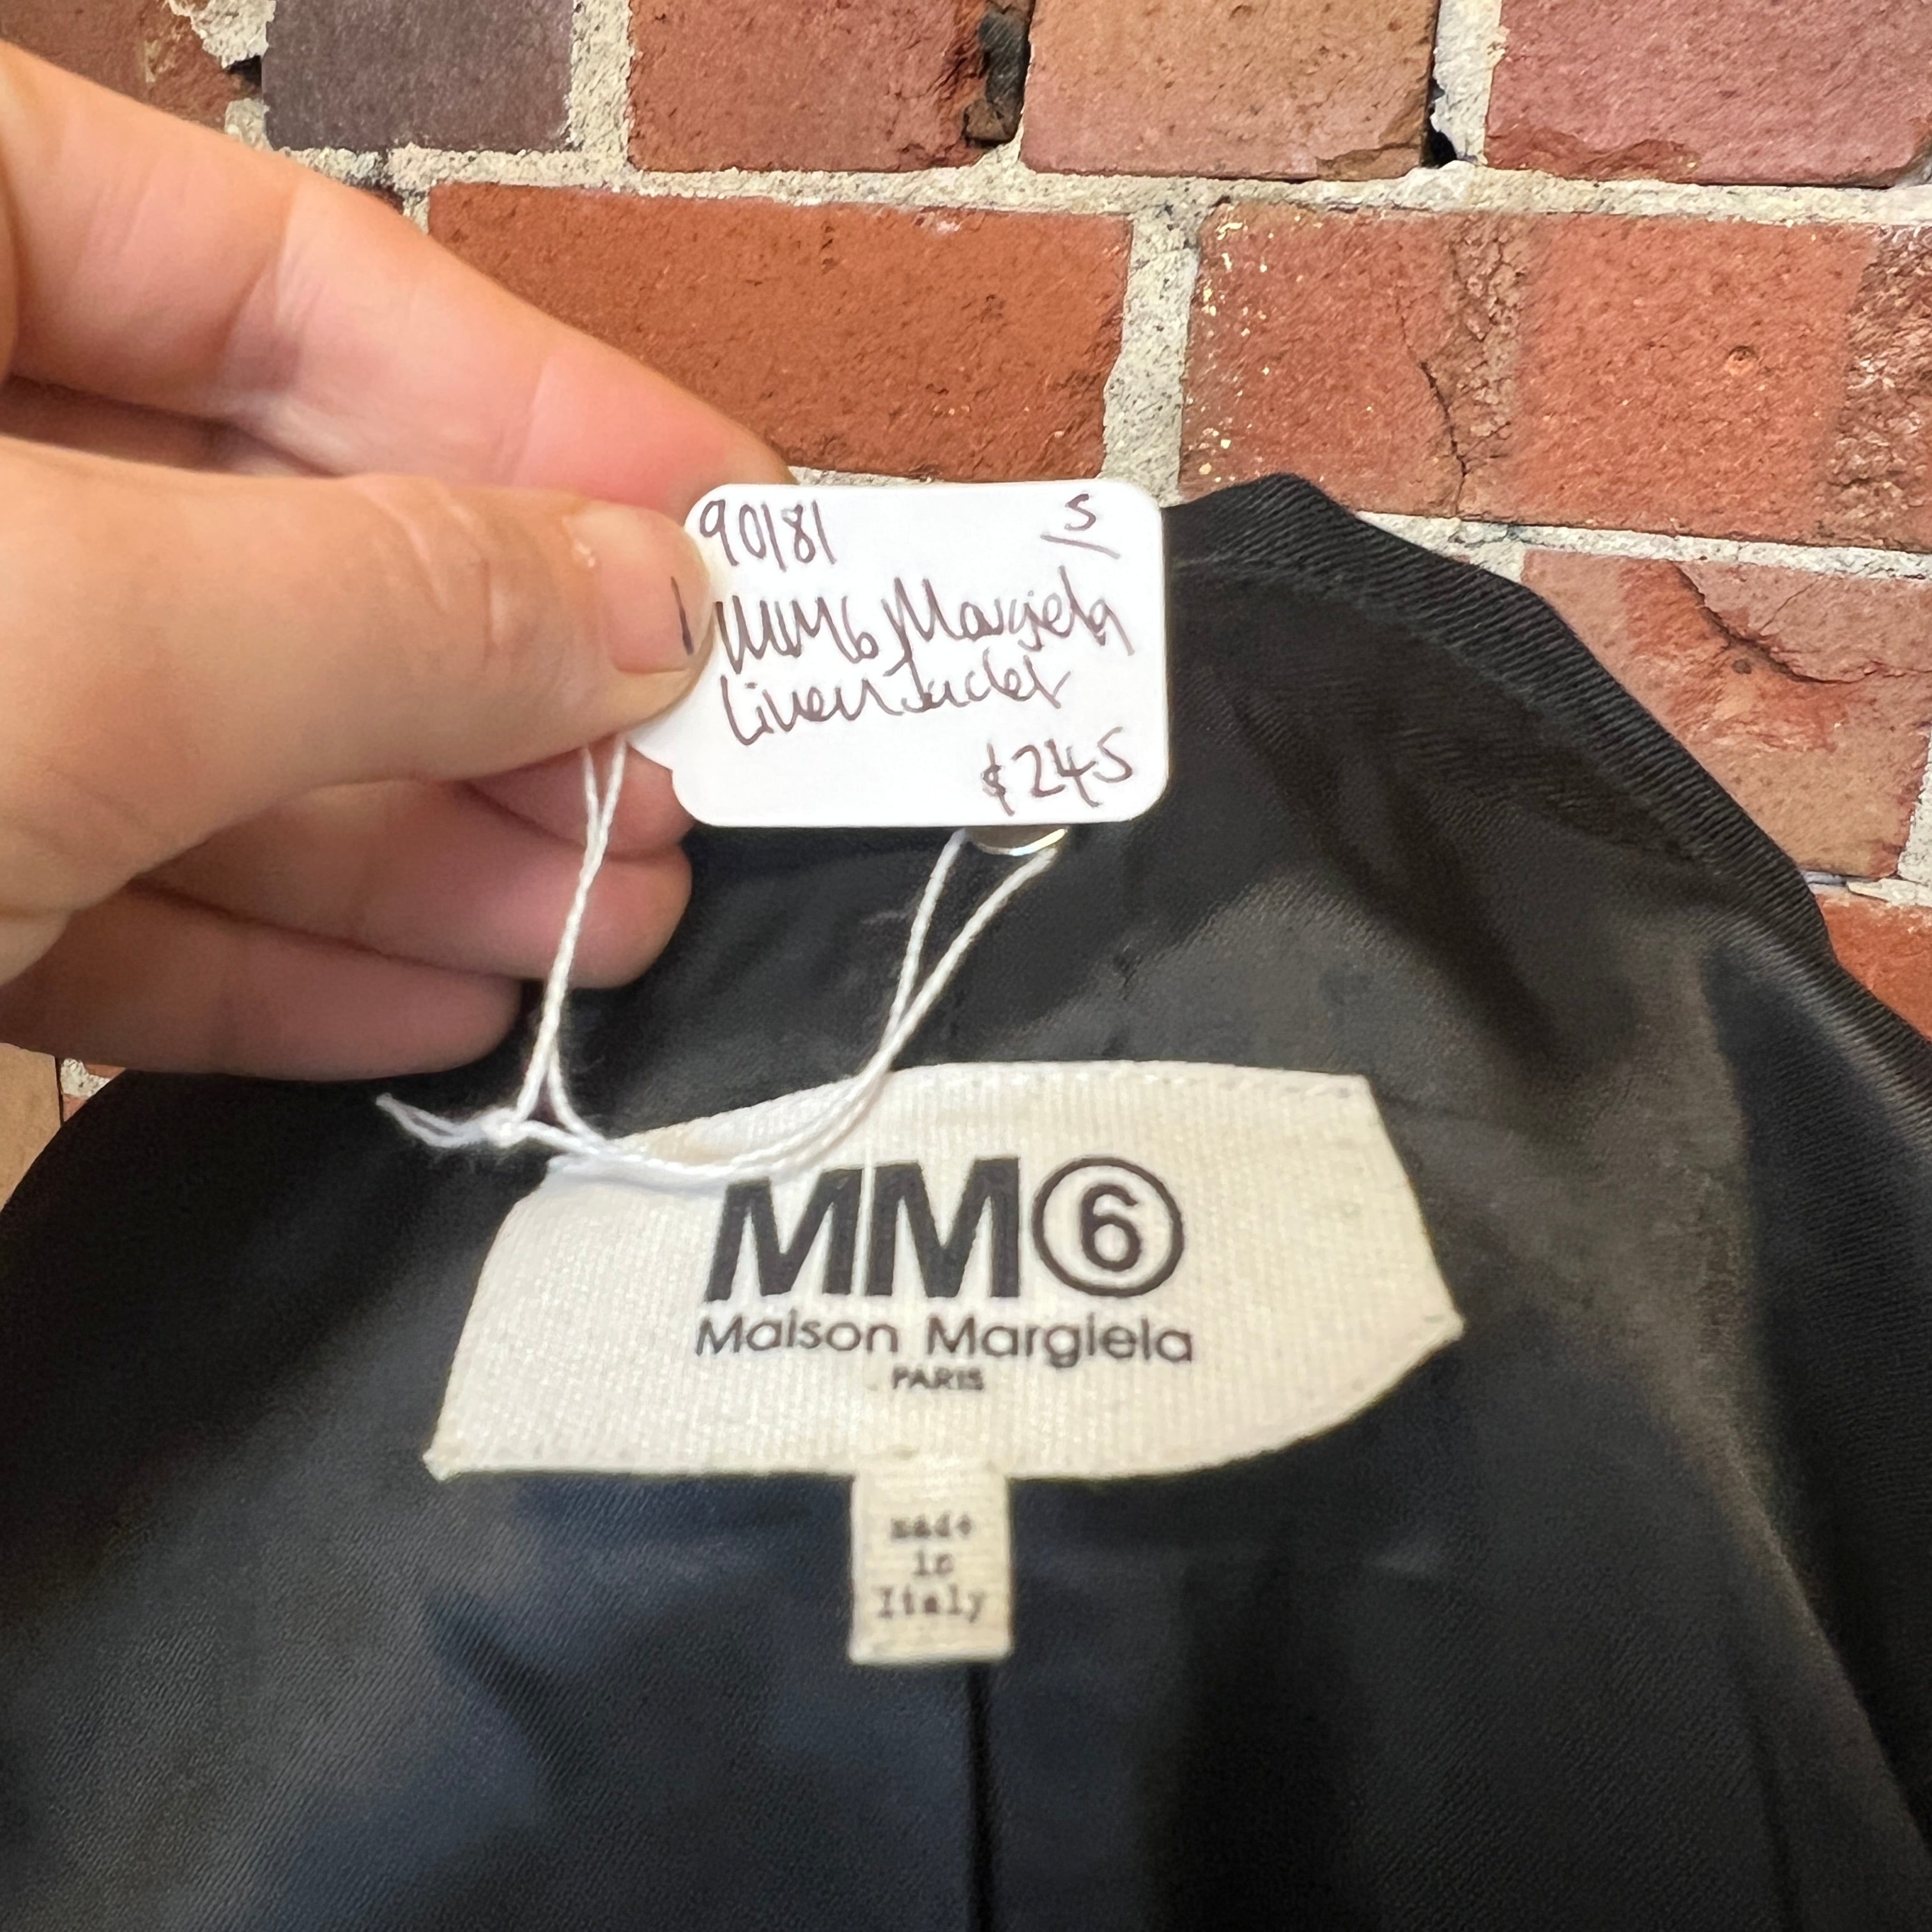 90181 S
MM6 Margiela
Linen Jacket
$245
MM6
Maison Margiela
PARIS
made
in
Italy